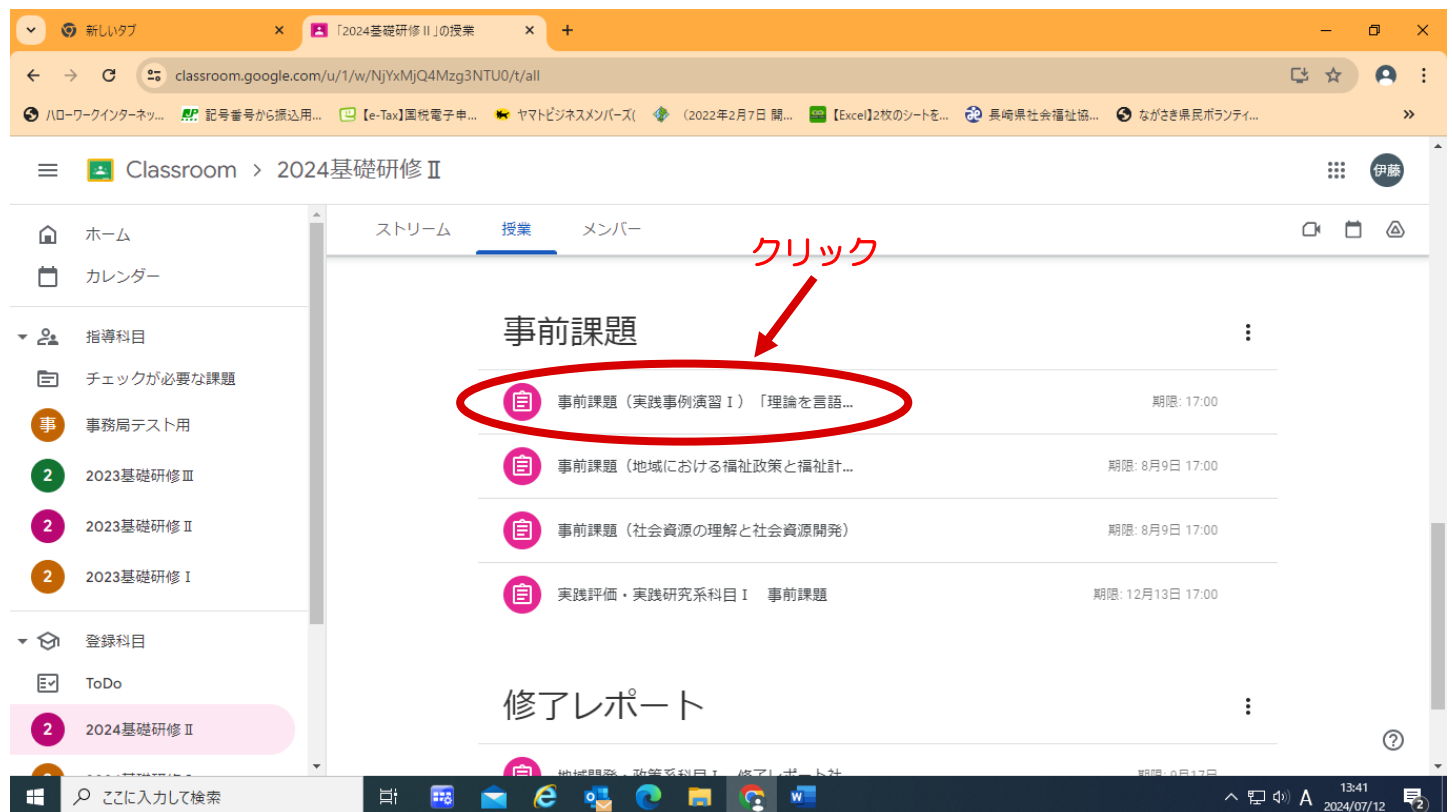 新しいタブ
「2024基礎研修Ⅱ」の授業
classroom.google.com/u/1/w/NjYxMjQ4Mzg3NTU0/t/all
ハローワークインターネッ...
記号番号から振込用...
【e-Tax】国税電子申...
ヤマトビジネスメンバーズ(
（2022年2月7日 開...
【Excel】2枚のシートを...
長崎県社会福祉協...
ながさき県民ボランティ...
Classroom > 2024基礎研修Ⅱ
伊藤
ホーム
カレンダー
指導科目
チェックが必要な課題
事 事務局テスト用
2 2023基礎研修Ⅲ
2 2023基礎研修Ⅱ
2 2023基礎研修Ⅰ
登録科目
ToDo
2 2024基礎研修Ⅱ
ストリーム 授業 メンバー
クリック
事前課題
事前課題（実践事例演習Ⅰ）「理論を言語... 期限: 17:00
事前課題（地域における福祉政策と福祉計... 期限: 8月9日 17:00
事前課題（社会資源の理解と社会資源開発） 期限: 8月9日 17:00
実践評価・実践研究系科目Ⅰ　事前課題 期限: 12月13日 17:00
修了レポート
ここに入力して検索
A
13:41
2024/07/12
2